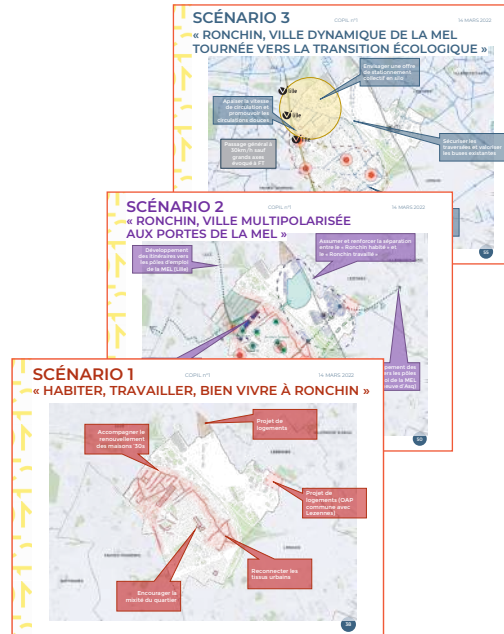 SCÉNARIO 3
COPIL n°1
14 MARS 2022
« RONCHIN, VILLE DYNAMIQUE DE LA MEL
TOURNÉE VERS LA TRANSITION ÉCOLOGIQUE »
Envisager une offre
de stationnement
collectif en silo
Apaiser la vitesse
de circulation et
promouvoir les
circulations douces
V'lille
V'lille
V'lille
Passage général à
30km/h sauf
grands axes
évoqué à l'T
Sécuriser les
traversées et valoriser
les buses existantes
SCÉNARIO 2
COPIL n°1
14 MARS 2022
« RONCHIN, VILLE MULTIPOLARISÉE
AUX PORTES DE LA MEL »
Développement
des itinéraires vers
les pôles d'emploi
de la MEL (Lille)
Assumer et renforcer la séparation
entre le « Ronchin habité » et
le « Ronchin travaillé »
50
SCÉNARIO 1
COPIL n°1
14 MARS 2022
« HABITER, TRAVAILLER, BIEN VIVRE À RONCHIN »
Accompagner le
renouvellement
des maisons '30s
Projet de
logements
Projet de
logements (OAP
commune avec
Lezennes)
Reconnecter les
tissus urbains
Encourager la
mixité du quartier
38